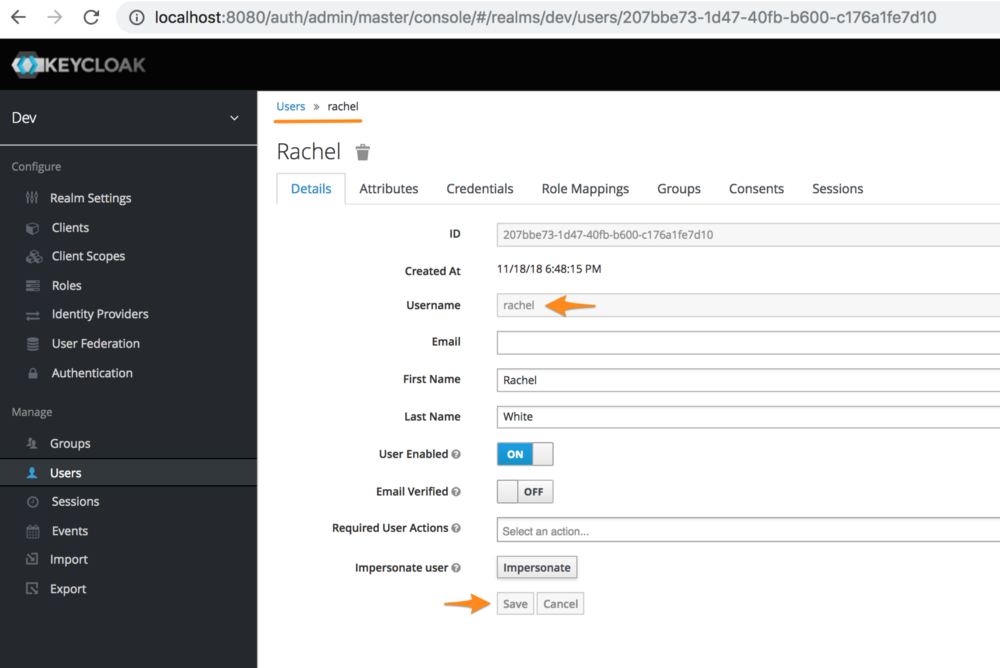 localhost:8080/auth/admin/master/console/#/realms/dev/users/207bbe73-1d47-40fb-b600-c176a1fe7d10
KEYCLOAK
Dev
Configure
Realm Settings
Clients
Client Scopes
Roles
Identity Providers
User Federation
Authentication
Manage
Groups
Users
Sessions
Events
Import
Export
Users » rachel
Rachel
Details Attributes Credentials Role Mappings Groups Consents Sessions
ID 207bbe73-1d47-40fb-b600-c176a1fe7d10
Created At 11/18/18 6:48:15 PM
Username rachel
Email
First Name Rachel
Last Name White
User Enabled ON
Email Verified OFF
Required User Actions Select an action...
Impersonate user Impersonate
Save Cancel